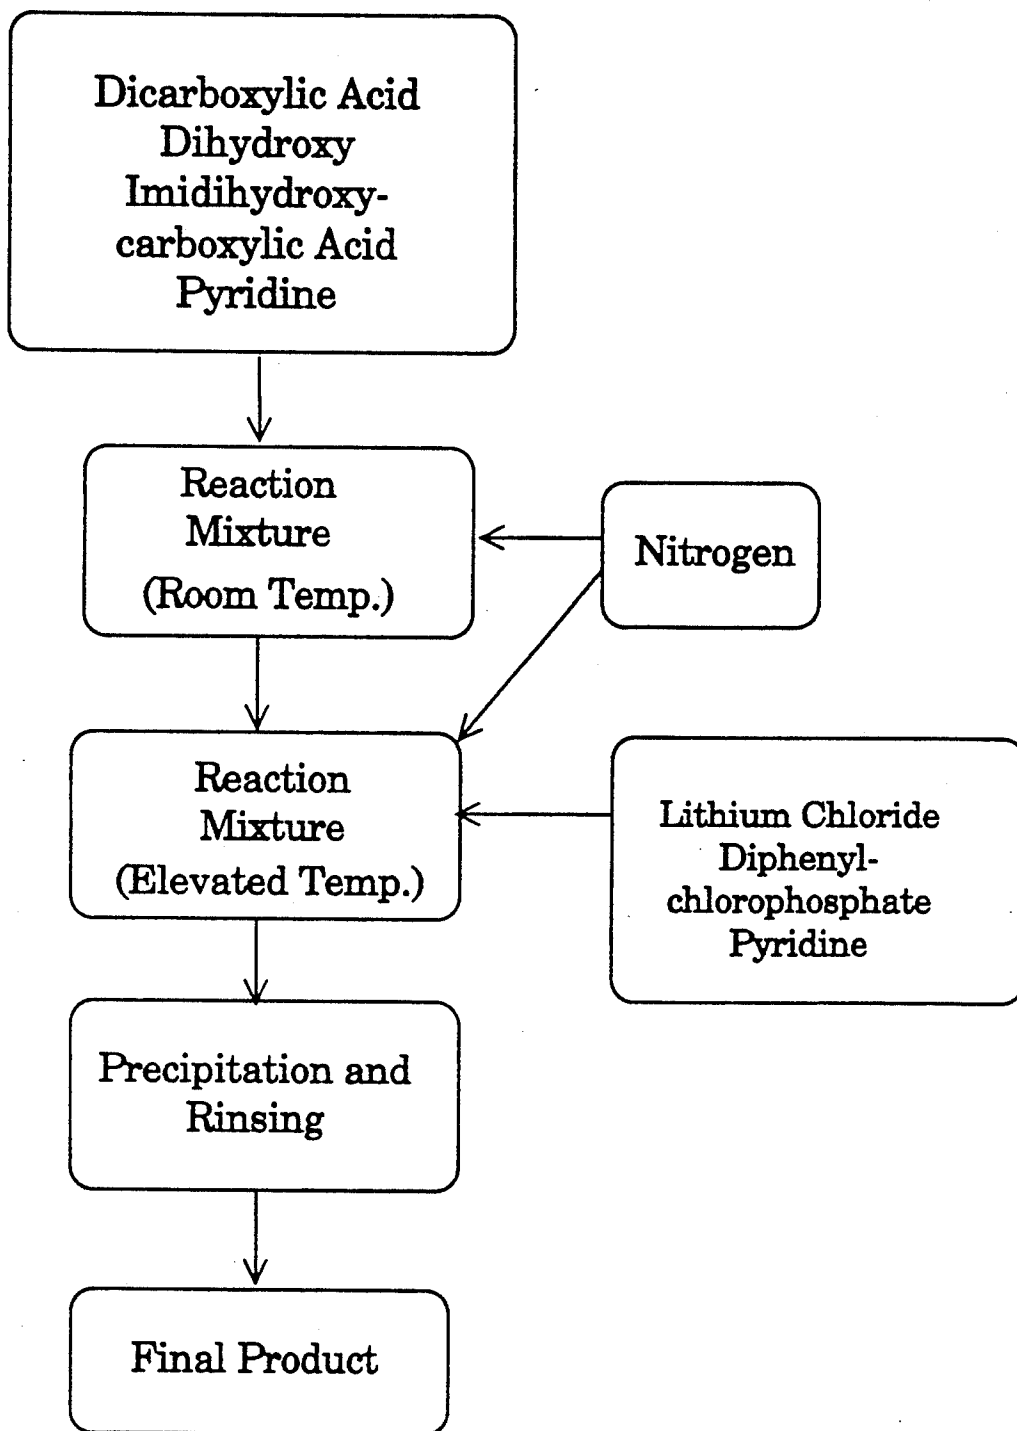 Dicarboxylic Acid
Dihydroxy
Imidihydroxy-
carboxylic Acid
Pyridine
Reaction
Mixture
(Room Temp.)
Nitrogen
Reaction
Mixture
(Elevated Temp.)
Lithium Chloride
Diphenyl-
chlorophosphate
Pyridine
Precipitation and
Rinsing
Final Product